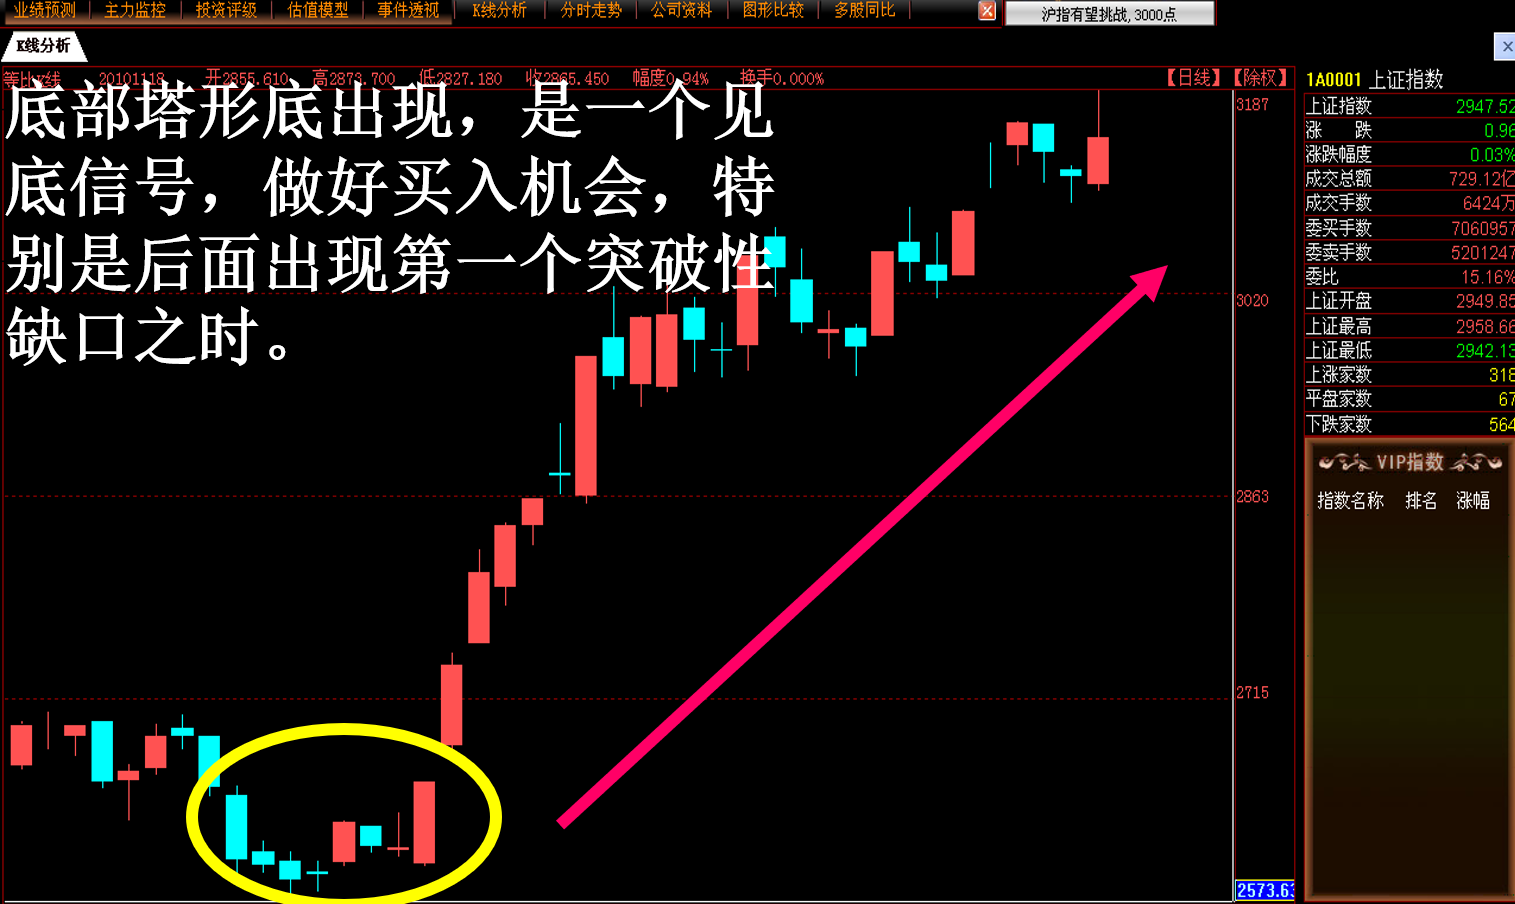 业绩预测 主力监控 投资评级 估值模型 事件透视 K线分析 分时走势 公司资料 图形比较 多股同比 沪指有望挑战, 3000点
K线分析
等比K线 20101118 开2855.610 高2873.700 低2827.180 收2865.450 幅度0.94% 换手0.000% 【日线】【除权】
底部塔形底出现，是一个见
底信号，做好买入机会，特
别是后面出现第一个突破性
缺口之时。
3187
3020
2863
2715
2573.63
1A0001 上证指数
上证指数 2947.52
涨 跌 0.96
涨跌幅度 0.03%
成交总额 729.12亿
成交手数 6424万
委买手数 7060957
委卖手数 5201247
委比 15.16%
上证开盘 2949.85
上证最高 2958.66
上证最低 2942.13
上涨家数 318
平盘家数 67
下跌家数 564
VIP指数
指数名称 排名 涨幅